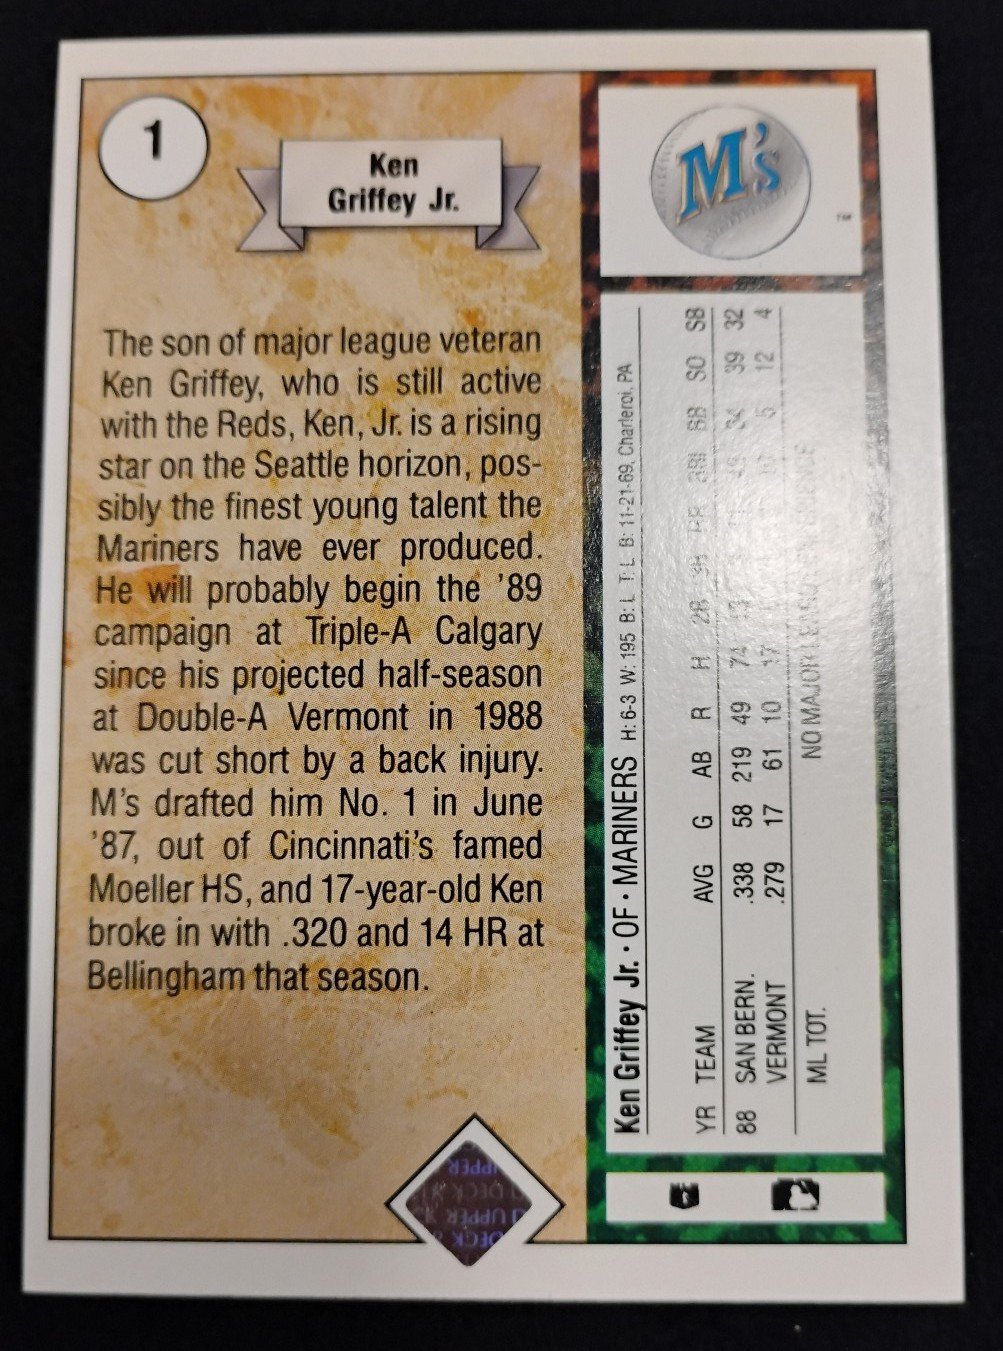 1
Ken
Griffey Jr.
The son of major league veteran
Ken Griffey, who is still active
with the Reds, Ken, Jr. is a rising
star on the Seattle horizon, pos-
sibly the finest young talent the
Mariners have ever produced.
He will probably begin the '89
campaign at Triple-A Calgary
since his projected half-season
at Double-A Vermont in 1988
was cut short by a back injury.
M's drafted him No. 1 in June
'87, out of Cincinnati's famed
Moeller HS, and 17-year-old Ken
broke in with .320 and 14 HR at
Bellingham that season.
M's
TM
Ken Griffey Jr. · OF · MARINERS H: 6-3 W: 195 B: L T: L B: 11-21-69, Charleroi, PA
YR TEAM AVG G AB R H 2B SO SB
88 SAN BERN. .338 58 219 49 74 39 32
VERMONT .279 17 61 10 17 5 12 4
ML TOT. NO MAJOR
UPPER
DECK
UPPER
DECK